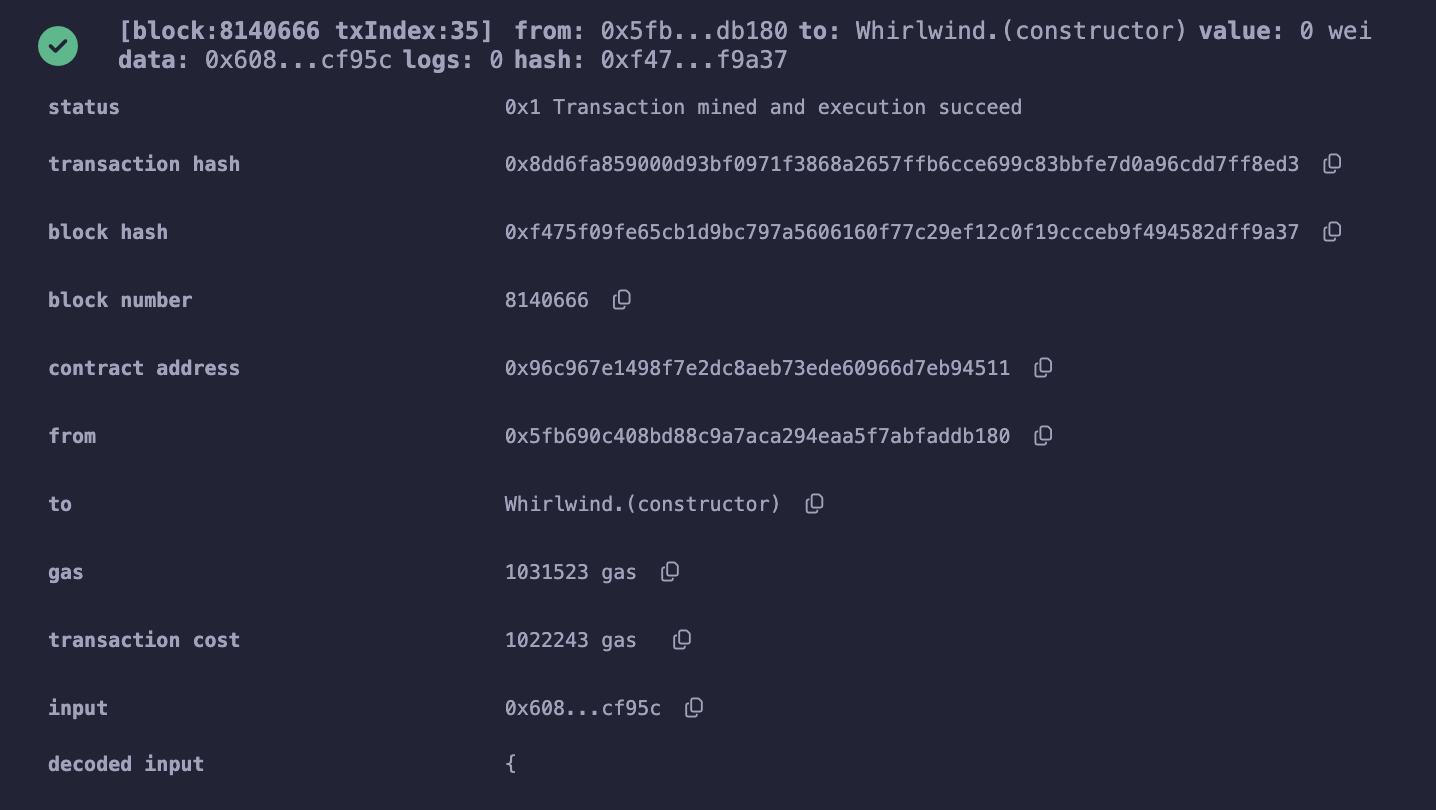 [block:8140666 txIndex:35] from: 0x5fb...db180 to: Whirlwind.(constructor) value: 0 wei
data: 0x608...cf95c logs: 0 hash: 0xf47...f9a37
status 0x1 Transaction mined and execution succeed
transaction hash 0x8dd6fa859000d93bf0971f3868a2657ffb6cce699c83bbfe7d0a96cdd7ff8ed3
block hash 0xf475f09fe65cb1d9bc797a5606160f77c29ef12c0f19ccceb9f494582dff9a37
block number 8140666
contract address 0x96c967e1498f7e2dc8aeb73ede60966d7eb94511
from 0x5fb690c408bd88c9a7aca294eaa5f7abfaddb180
to Whirlwind.(constructor)
gas 1031523 gas
transaction cost 1022243 gas
input 0x608...cf95c
decoded input {